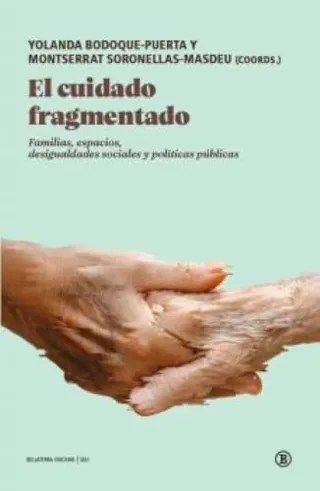 YOLANDA BODOQUE-PUERTA Y
MONTSERRAT SORONELLAS-MASDEU (COORDS.)
El cuidado
fragmentado
Familias, espacios,
desigualdades sociales y políticas públicas
B